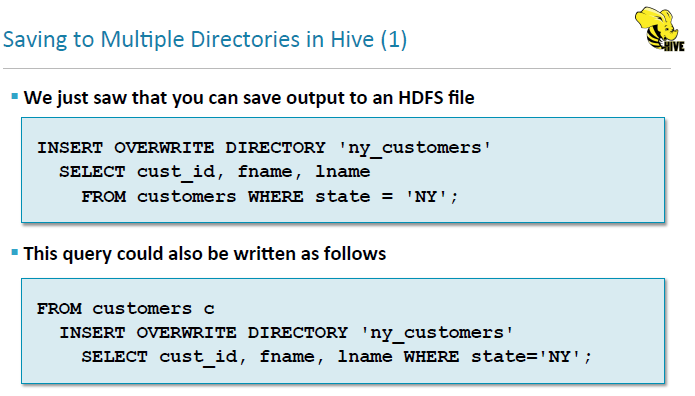 Saving to Multiple Directories in Hive (1)
HIVE
▪ We just saw that you can save output to an HDFS file
INSERT OVERWRITE DIRECTORY 'ny_customers'
SELECT cust_id, fname, lname
FROM customers WHERE state = 'NY';
▪ This query could also be written as follows
FROM customers c
INSERT OVERWRITE DIRECTORY 'ny_customers'
SELECT cust_id, fname, lname WHERE state='NY';